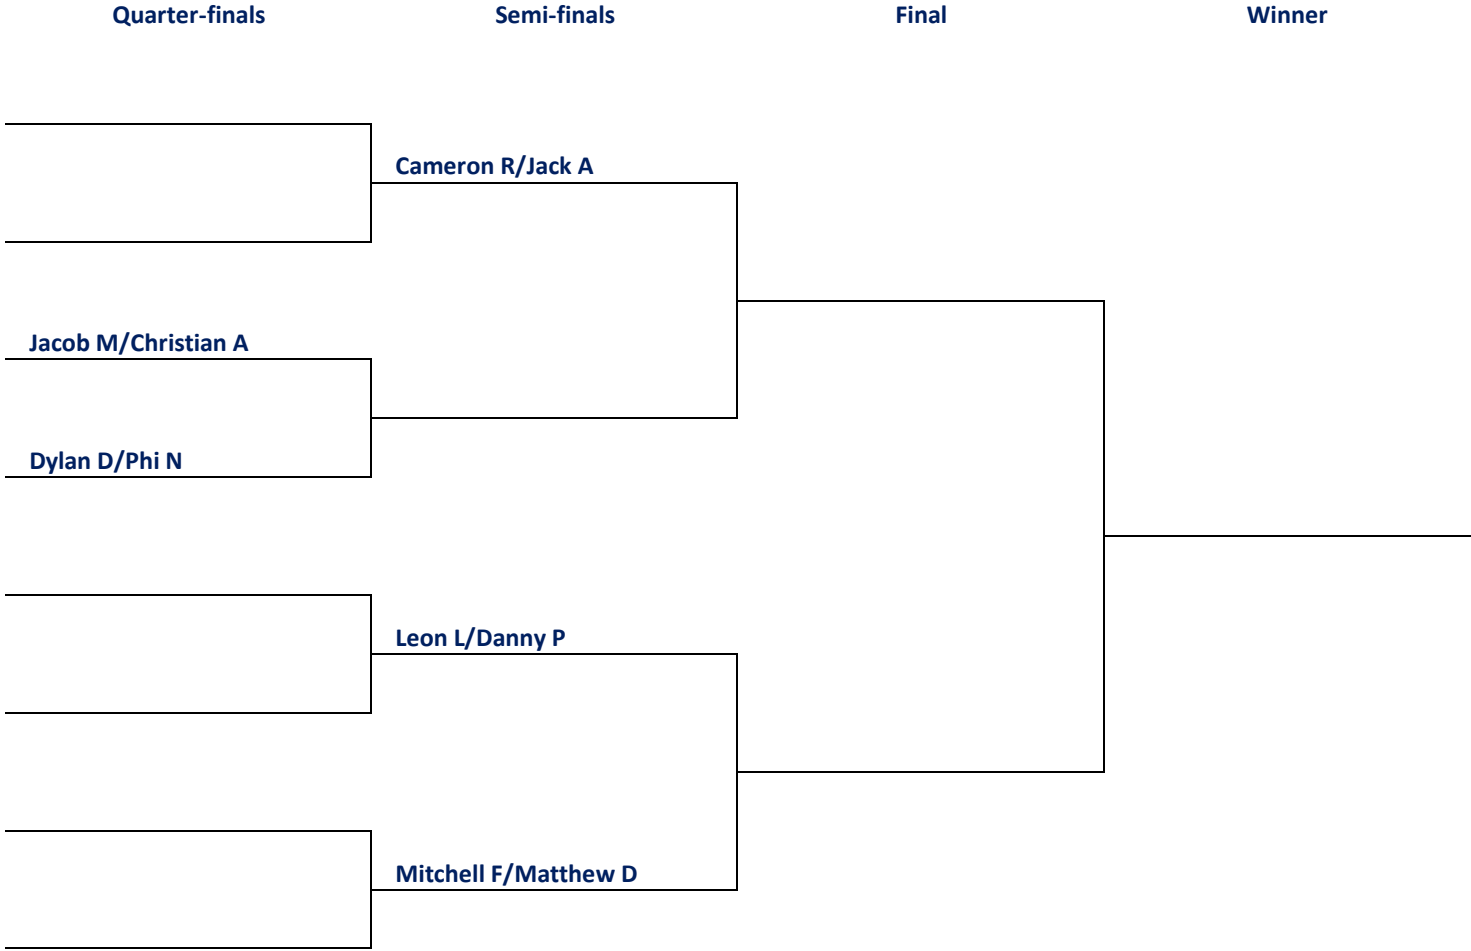 Quarter-finals
Semi-finals
Final
Winner
Cameron R/Jack A
Jacob M/Christian A
Dylan D/Phi N
Leon L/Danny P
Mitchell F/Matthew D